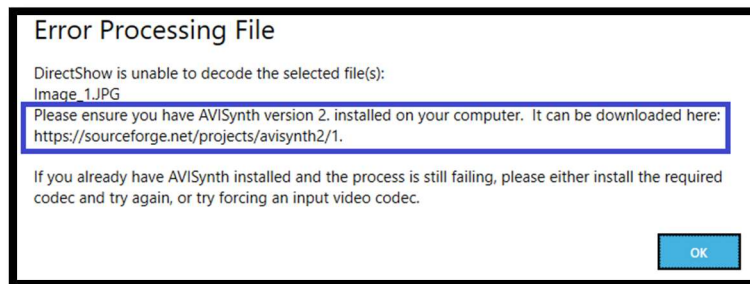 Error Processing File
DirectShow is unable to decode the selected file(s):
Image_1.JPG
Please ensure you have AVISynth version 2. installed on your computer.  It can be downloaded here:
https://sourceforge.net/projects/avisynth2/1.
If you already have AVISynth installed and the process is still failing, please either install the required
codec and try again, or try forcing an input video codec.
OK